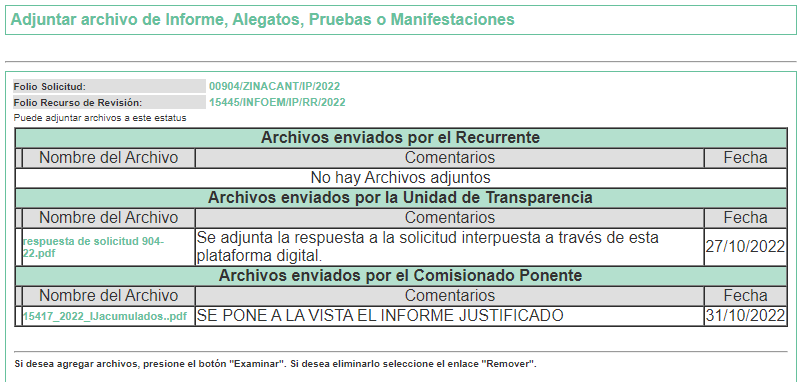 Adjuntar archivo de Informe, Alegatos, Pruebas o Manifestaciones
Folio Solicitud: 00904/ZINACANT/IP/2022
Folio Recurso de Revisión: 15445/INFOEM/IP/RR/2022
Puede adjuntar archivos a este estatus
Archivos enviados por el Recurrente
Nombre del Archivo Comentarios Fecha
No hay Archivos adjuntos
Archivos enviados por la Unidad de Transparencia
Nombre del Archivo Comentarios Fecha
respuesta de solicitud 904-
22.pdf
Se adjunta la respuesta a la solicitud interpuesta a través de esta
plataforma digital.
27/10/2022
Archivos enviados por el Comisionado Ponente
Nombre del Archivo Comentarios Fecha
15417_2022_IJacumulados..pdf SE PONE A LA VISTA EL INFORME JUSTIFICADO 31/10/2022
Si desea agregar archivos, presione el botón "Examinar". Si desea eliminarlo seleccione el enlace "Remover".